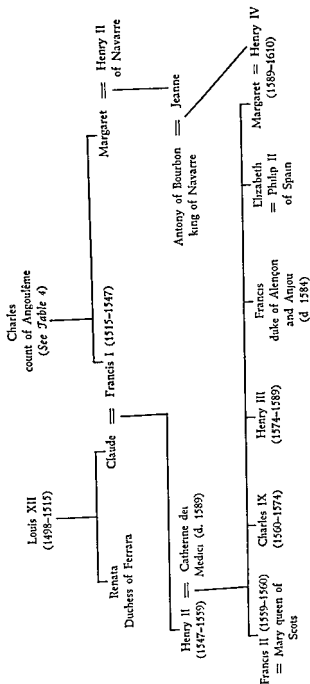 Charles
count of Angoulême
(See Table 4)
Louis XII
(1498–1515)
Renata
Duchess of Ferrara
Claude = Francis I (1515–1547)
Margaret = Henry II
of Navarre
Antony of Bourbon = Jeanne
king of Navarre
Henry II = Catherine dei
(1547–1559) Medici (d. 1589)
Francis II (1559–1560)
= Mary queen of
Scots
Charles IX
(1560–1574)
Henry III
(1574–1589)
Francis
duke of Alençon
and Anjou
(d 1584)
Elizabeth
= Philip II
of Spain
Margaret = Henry IV
(1589–1610)